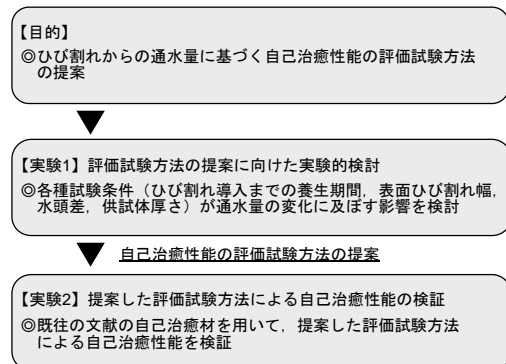 【目的】
◎ひび割れからの通水量に基づく自己治癒性能の評価試験方法
の提案
【実験1】評価試験方法の提案に向けた実験的検討
◎各種試験条件（ひび割れ導入までの養生期間，表面ひび割れ幅，
水頭差，供試体厚さ）が通水量の変化に及ぼす影響を検討
自己治癒性能の評価試験方法の提案
【実験2】提案した評価試験方法による自己治癒性能の検証
◎既往の文献の自己治癒材を用いて，提案した評価試験方法
による自己治癒性能を検証